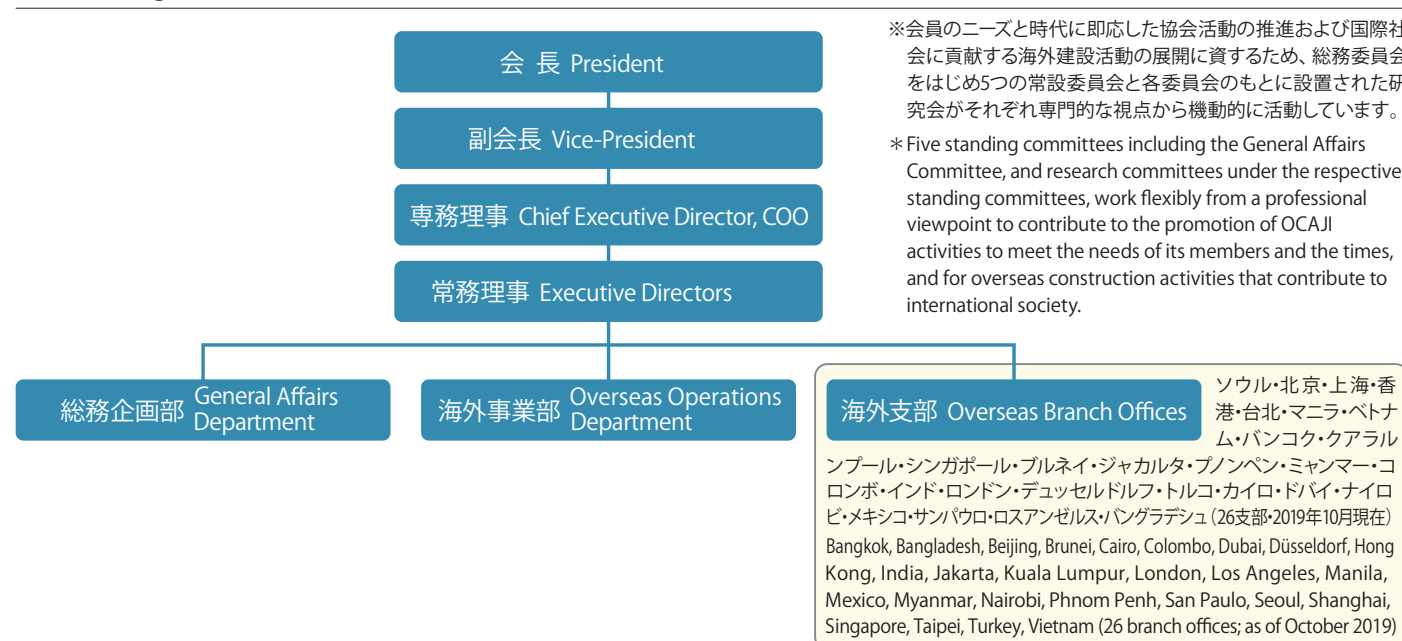 会 長 President
副会長 Vice-President
専務理事 Chief Executive Director, COO
常務理事 Executive Directors
※会員のニーズと時代に即応した協会活動の推進および国際社
会に貢献する海外建設活動の展開に資するため、総務委員会
をはじめ5つの常設委員会と各委員会のもとに設置された研
究会がそれぞれ専門的な視点から機動的に活動しています。
＊Five standing committees including the General Affairs
Committee, and research committees under the respective
standing committees, work flexibly from a professional
viewpoint to contribute to the promotion of OCAJI
activities to meet the needs of its members and the times,
and for overseas construction activities that contribute to
international society.
総務企画部 General Affairs
Department
海外事業部 Overseas Operations
Department
海外支部 Overseas Branch Offices
ソウル・北京・上海・香
港・台北・マニラ・ベトナ
ム・バンコク・クアラル
ンプール・シンガポール・ブルネイ・ジャカルタ・プノンペン・ミャンマー・コ
ロンボ・インド・ロンドン・デュッセルドルフ・トルコ・カイロ・ドバイ・ナイロ
ビ・メキシコ・サンパウロ・ロスアンゼルス・バングラデシュ（26支部・2019年10月現在）
Bangkok, Bangladesh, Beijing, Brunei, Cairo, Colombo, Dubai, Düsseldorf, Hong
Kong, India, Jakarta, Kuala Lumpur, London, Los Angeles, Manila,
Mexico, Myanmar, Nairobi, Phnom Penh, San Paulo, Seoul, Shanghai,
Singapore, Taipei, Turkey, Vietnam (26 branch offices; as of October 2019)